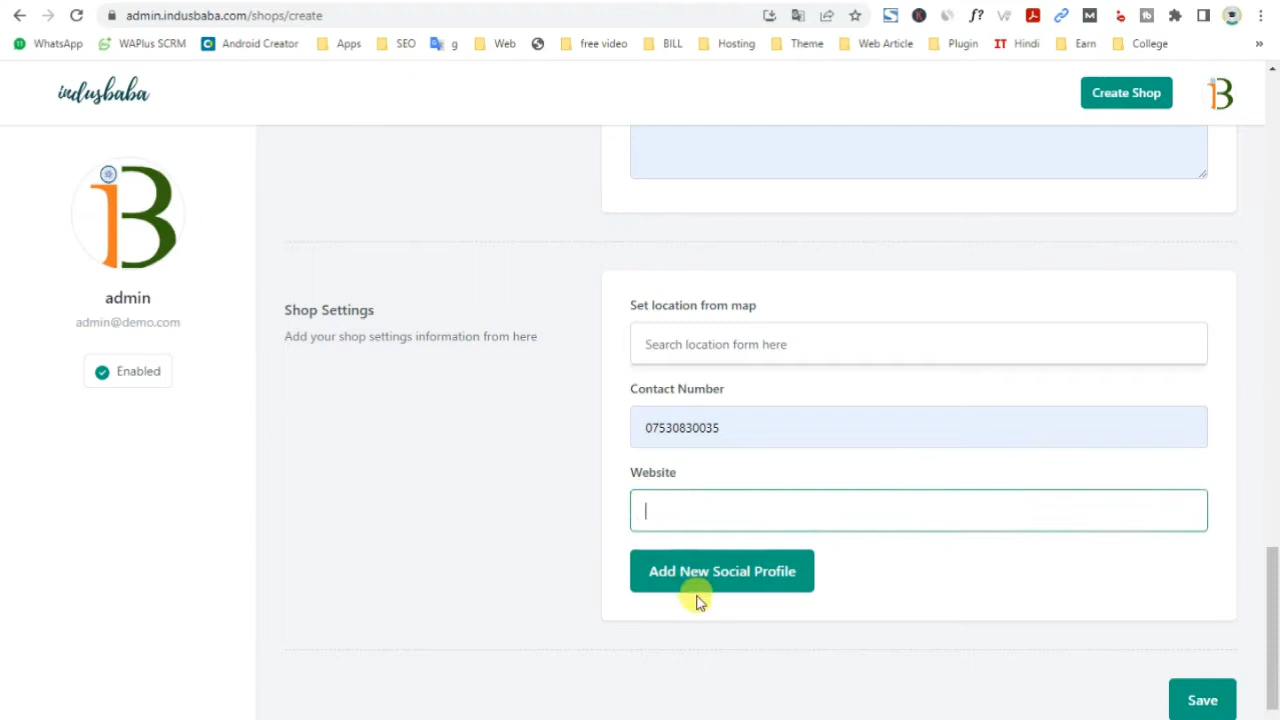 admin.indusbaba.com/shops/create
WhatsApp WAPlus SCRM Android Creator Apps SEO g Web free video BILL Hosting Theme Web Article Plugin IT Hindi Earn College »
indusbaba
Create Shop
iB
iB
admin
admin@demo.com
Enabled
Shop Settings
Add your shop settings information from here
Set location from map
Search location form here
Contact Number
07530830035
Website
Add New Social Profile
Save